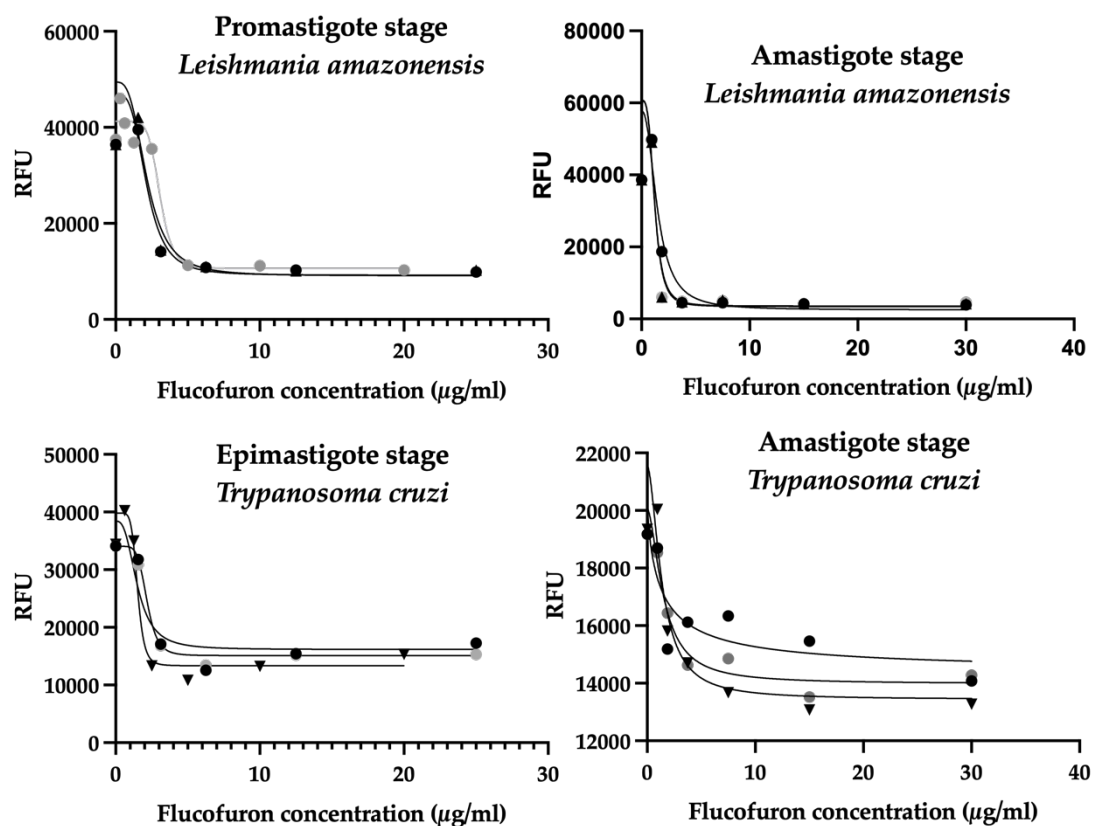 Promastigote stage
Leishmania amazonensis
60000
40000
20000
0
RFU
0 10 20 30
Flucofuron concentration (µg/ml)
Amastigote stage
Leishmania amazonensis
80000
60000
40000
20000
0
RFU
0 10 20 30 40
Flucofuron concentration (µg/ml)
Epimastigote stage
Trypanosoma cruzi
50000
40000
30000
20000
10000
0
RFU
0 10 20 30
Flucofuron concentration (µg/ml)
Amastigote stage
Trypanosoma cruzi
22000
20000
18000
16000
14000
12000
RFU
0 10 20 30 40
Flucofuron concentration (µg/ml)